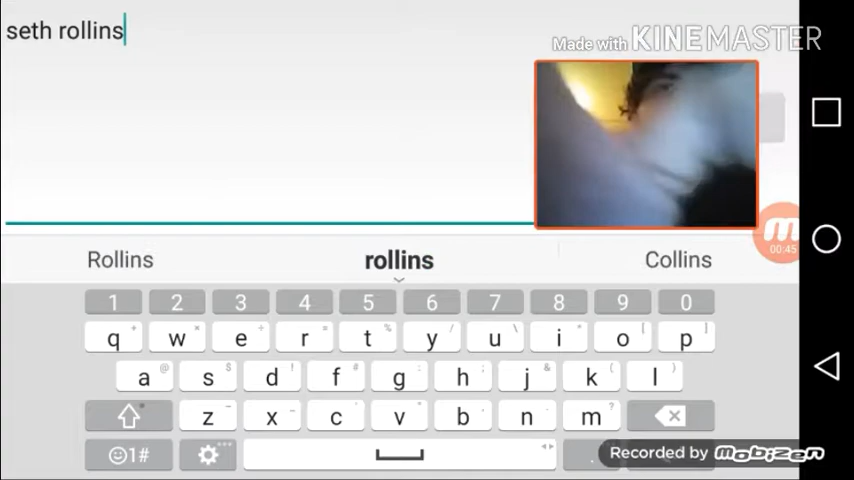 seth rollins
Made with KINEMASTER
00:45
Rollins rollins Collins
1 2 3 4 5 6 7 8 9 0
q w e r t y u i o p
a s d f g h j k l
z x c v b n m
1#
Recorded by mobizen